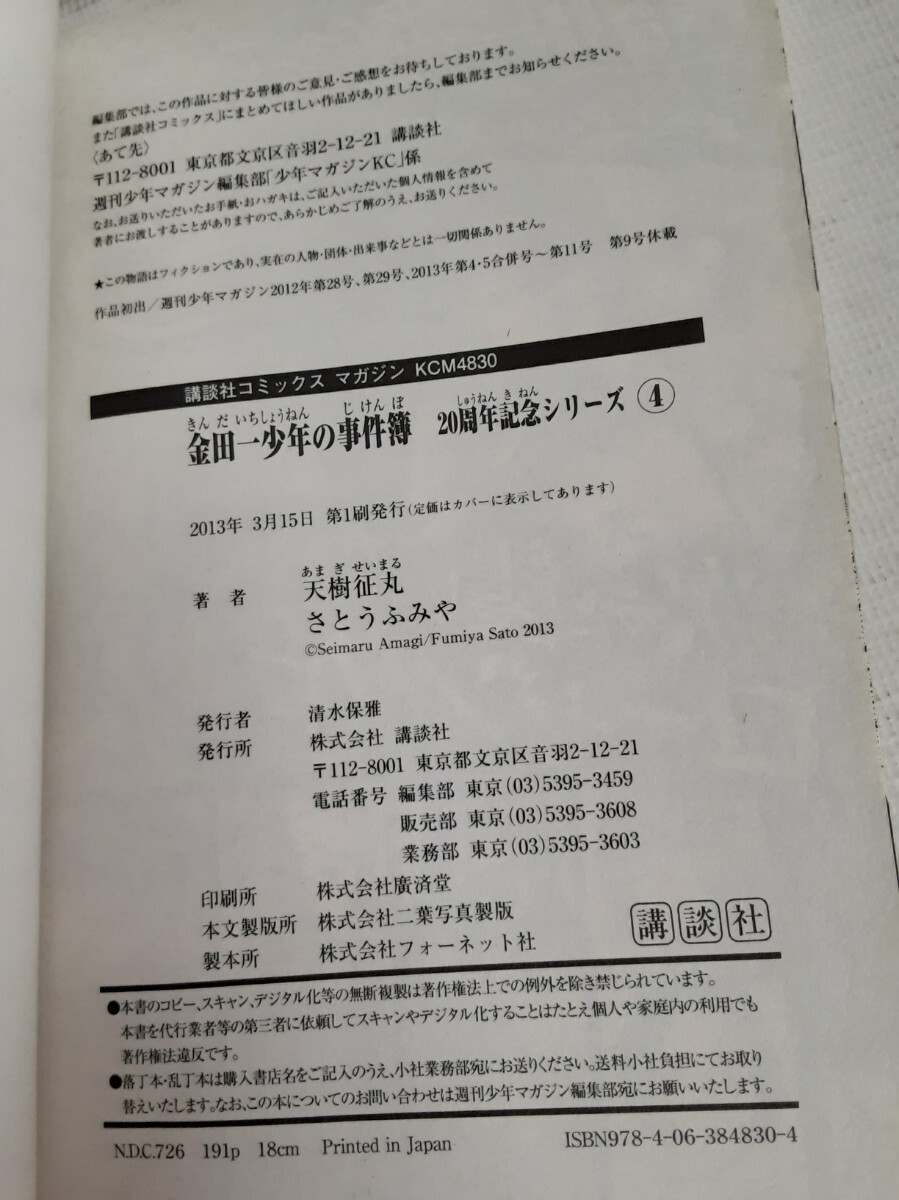 編集部では、この作品に対する皆様のご意見・ご感想をお待ちしております。
また「講談社コミックス」にまとめてほしい作品がありましたら、編集部までお知らせください。
〈あて先〉
〒112-8001 東京都文京区音羽2-12-21 講談社
週刊少年マガジン編集部「少年マガジンKC」係
なお、お送りいただいたお手紙・おハガキは、ご記入いただいた個人情報を含めて
著者にお渡しすることがありますので、あらかじめご了解のうえ、お送りください。
★この物語はフィクションであり、実在の人物・団体・出来事などとは一切関係ありません。
作品初出/週刊少年マガジン2012年第28号、第29号、2013年第4・5合併号〜第11号 第9号休載
講談社コミックス マガジン KCM4830
きんだいちしょうねん じけんぼ しゅうねんきねん
金田一少年の事件簿 20周年記念シリーズ ④
2013年 3月15日 第1刷発行(定価はカバーに表示してあります)
あまぎせいまる
著者 天樹征丸
さとうふみや
©Seimaru Amagi/Fumiya Sato 2013
発行者 清水保雅
発行所 株式会社 講談社
〒112-8001 東京都文京区音羽2-12-21
電話番号 編集部 東京(03)5395-3459
販売部 東京(03)5395-3608
業務部 東京(03)5395-3603
印刷所 株式会社廣済堂
本文製版所 株式会社二葉写真製版
製本所 株式会社フォーネット社
講談社
●本書のコピー、スキャン、デジタル化等の無断複製は著作権法上での例外を除き禁じられています。
本書を代行業者等の第三者に依頼してスキャンやデジタル化することはたとえ個人や家庭内の利用でも
著作権法違反です。
●落丁本・乱丁本は購入書店名をご記入のうえ、小社業務部宛にお送りください。送料小社負担にてお取り
替えいたします。なお、この本についてのお問い合わせは週刊少年マガジン編集部宛にお願いいたします。
N.D.C.726 191p 18cm Printed in Japan ISBN978-4-06-384830-4